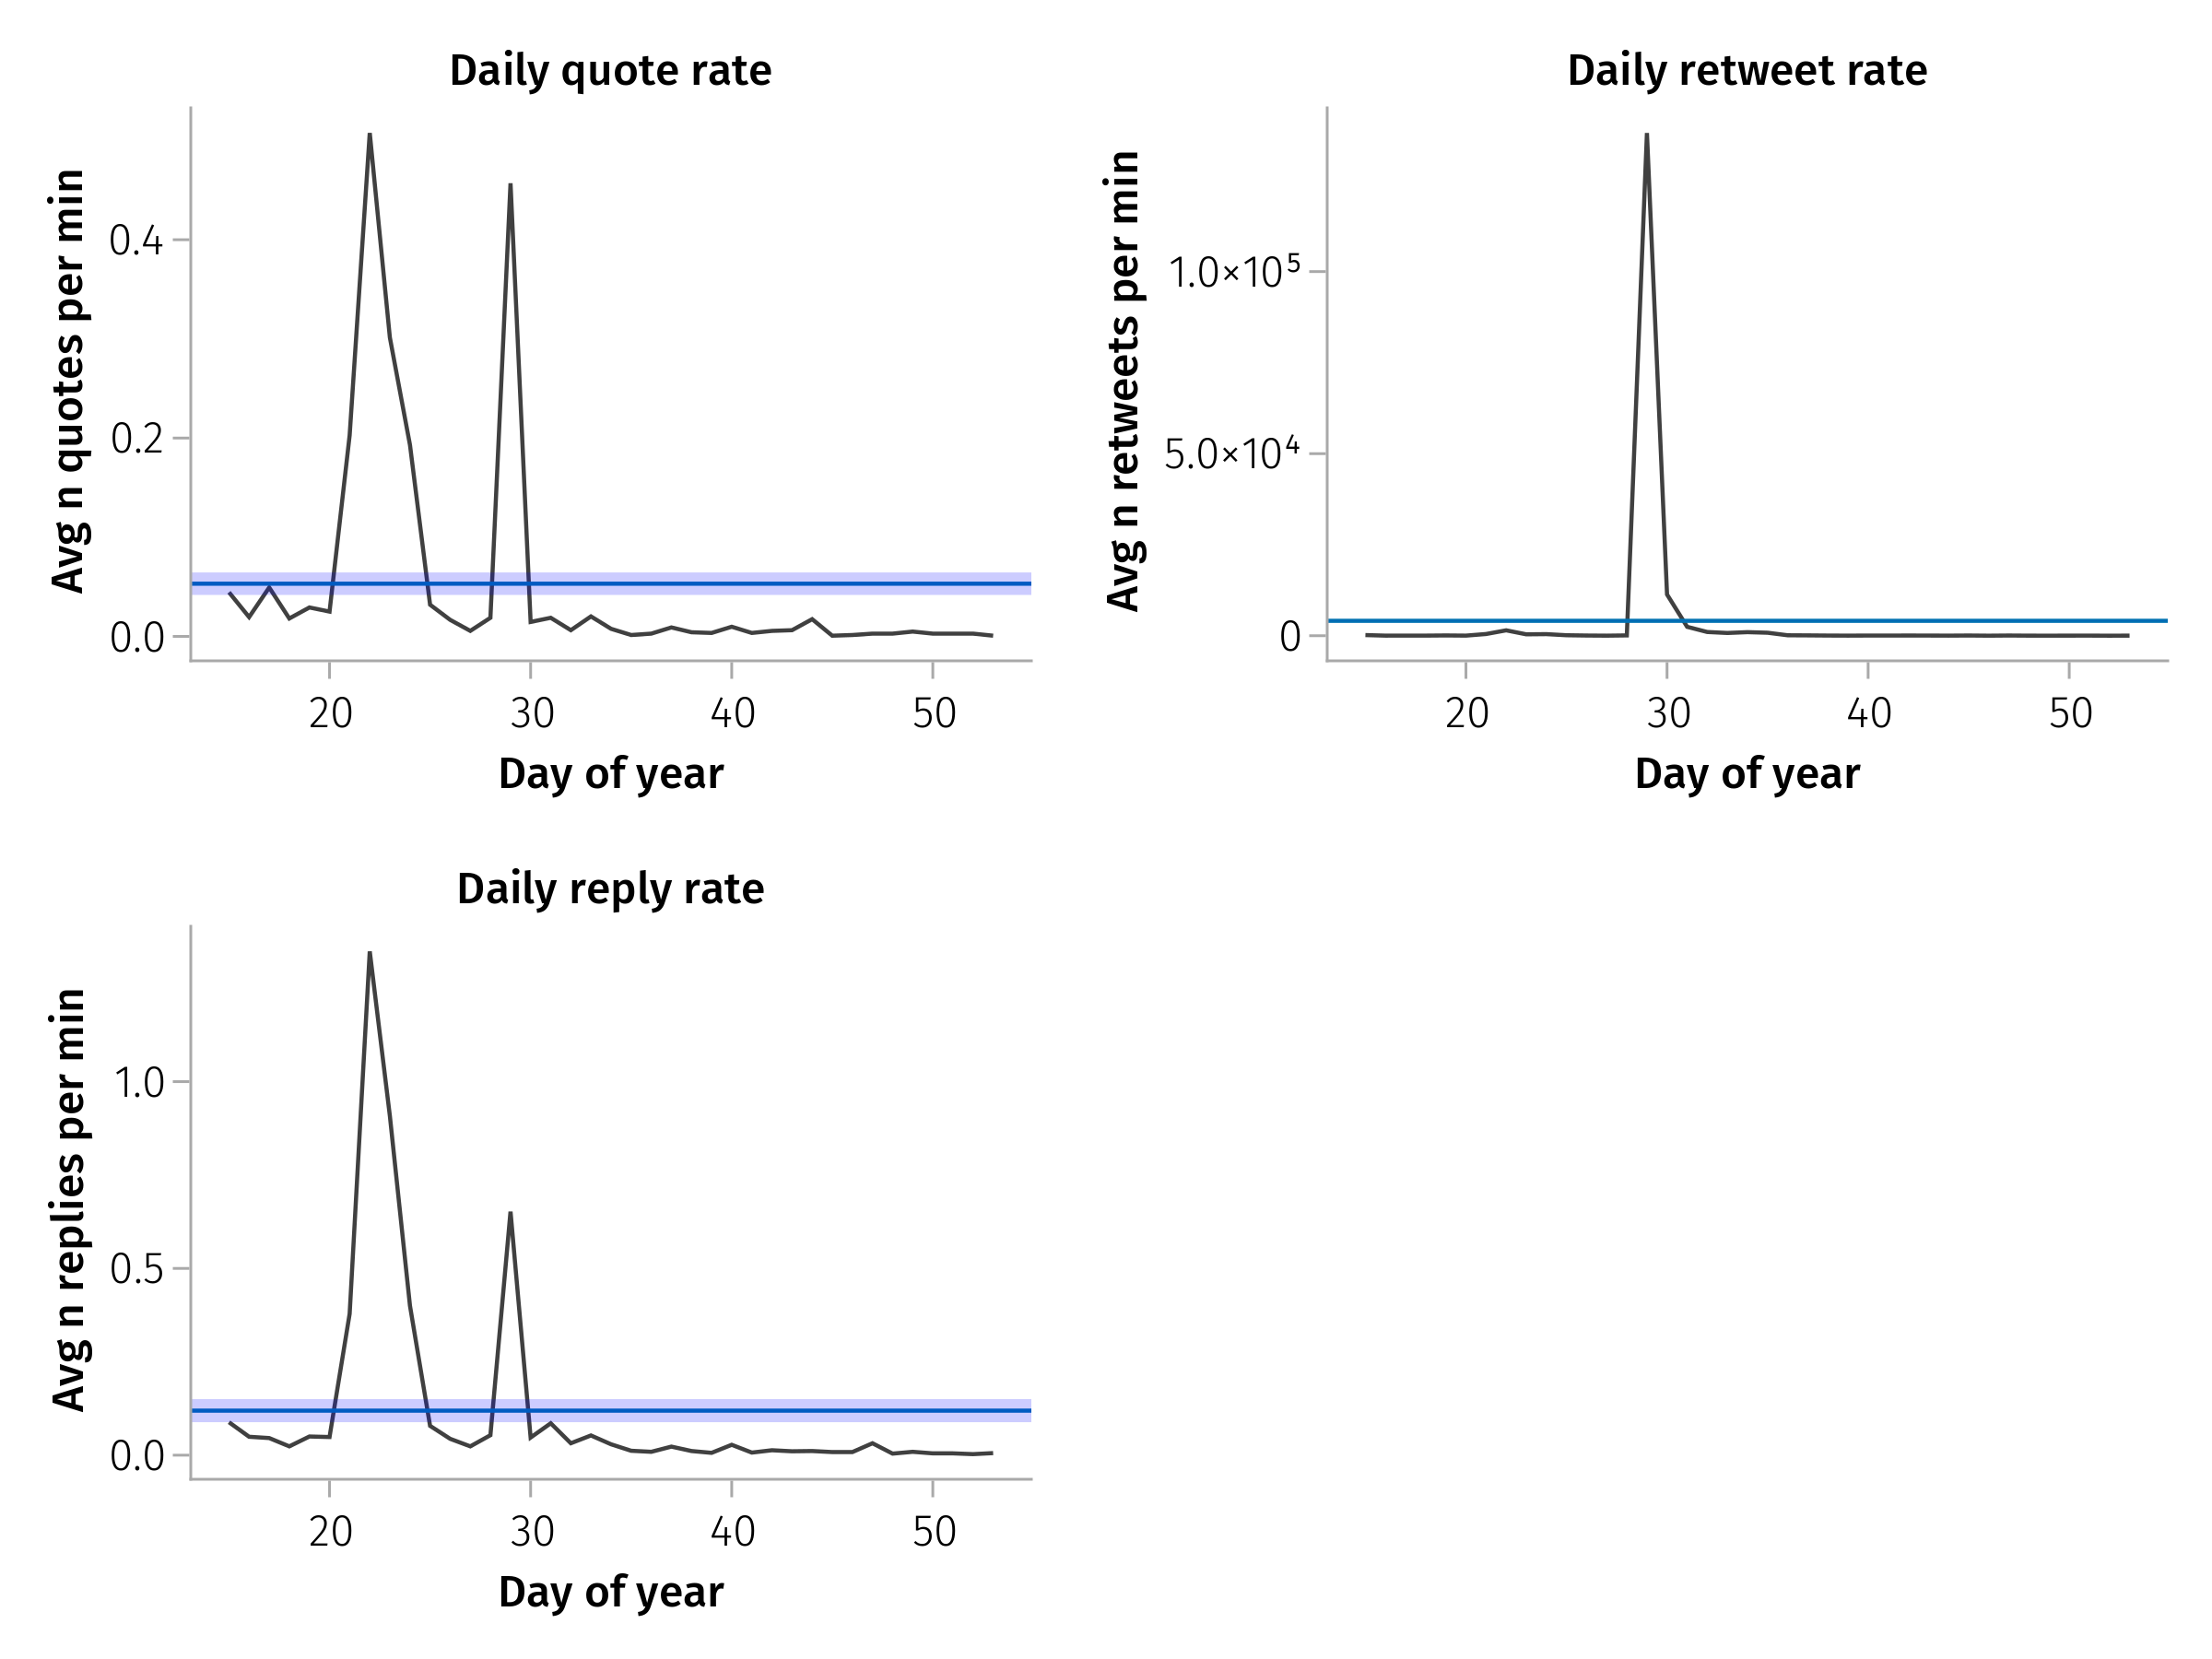 Daily quote rate
Avg n quotes per min
0.4
0.2
0.0
20 30 40 50
Day of year
Daily retweet rate
Avg n retweets per min
1.0×10⁵
5.0×10⁴
0
20 30 40 50
Day of year
Daily reply rate
Avg n replies per min
1.0
0.5
0.0
20 30 40 50
Day of year